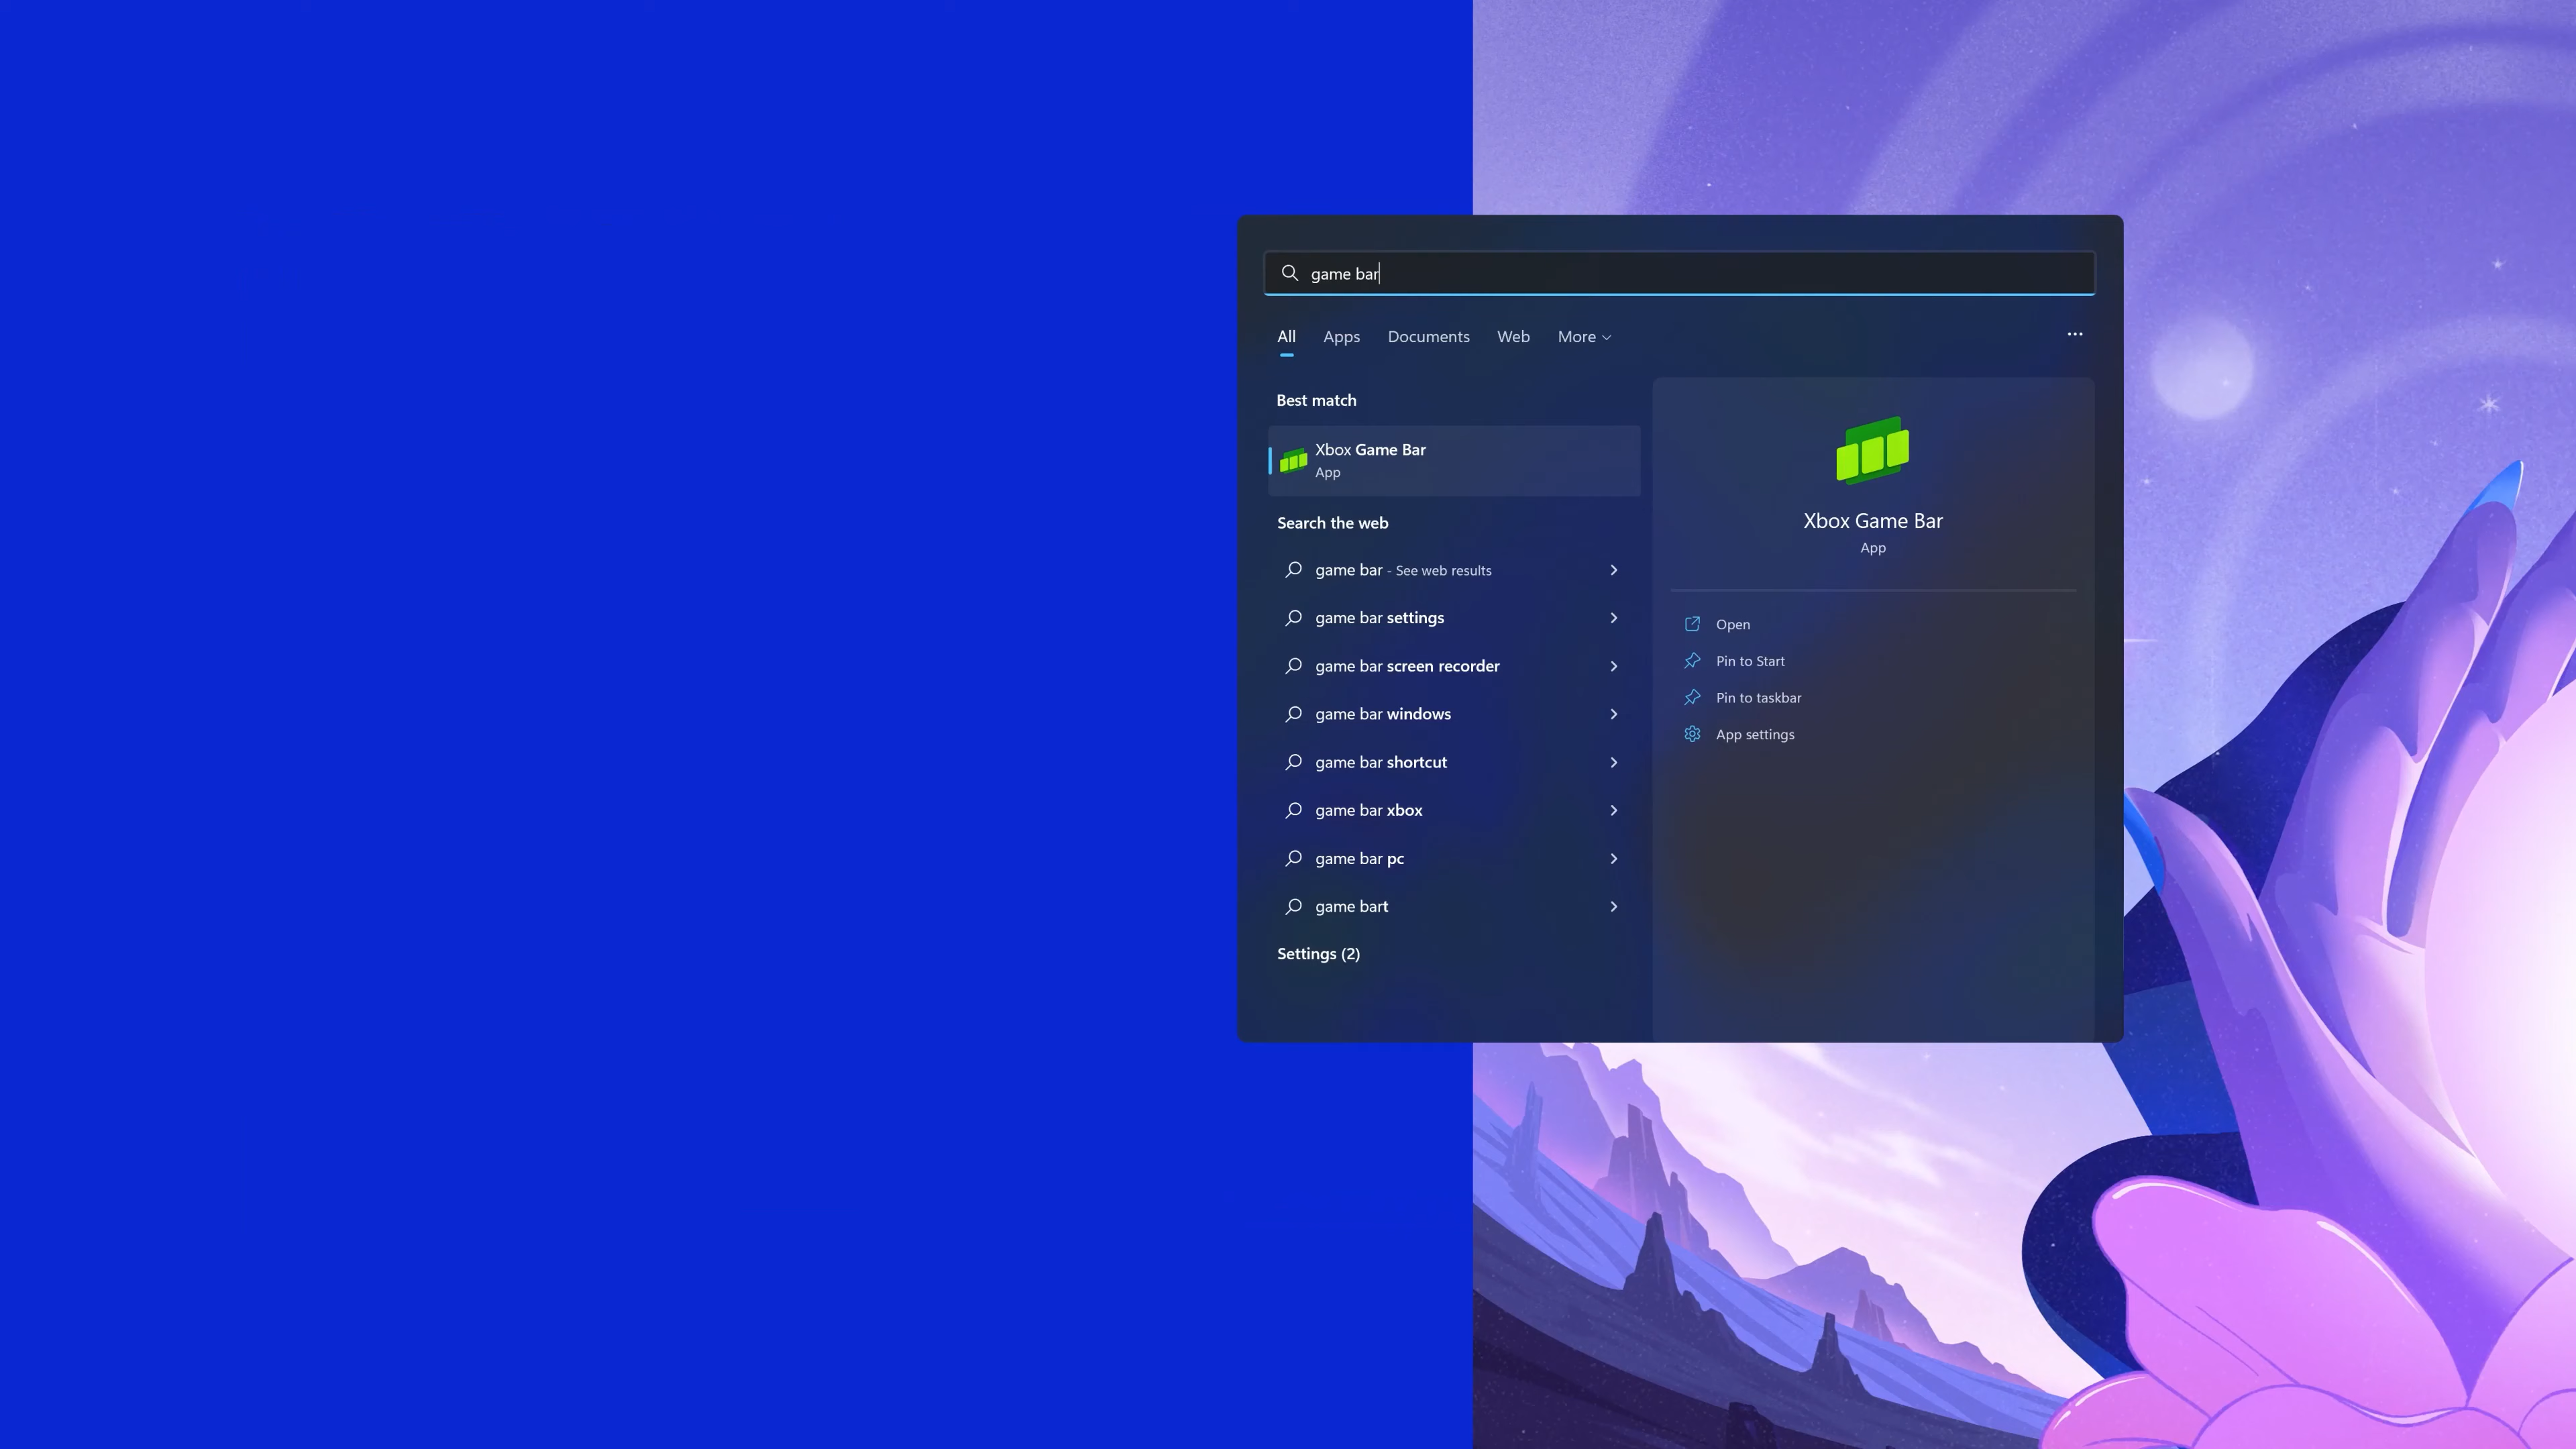 game bar
All Apps Documents Web More
Best match
Xbox Game Bar
App
Search the web
game bar - See web results
game bar settings
game bar screen recorder
game bar windows
game bar shortcut
game bar xbox
game bar pc
game bart
Settings (2)
Xbox Game Bar
App
Open
Pin to Start
Pin to taskbar
App settings